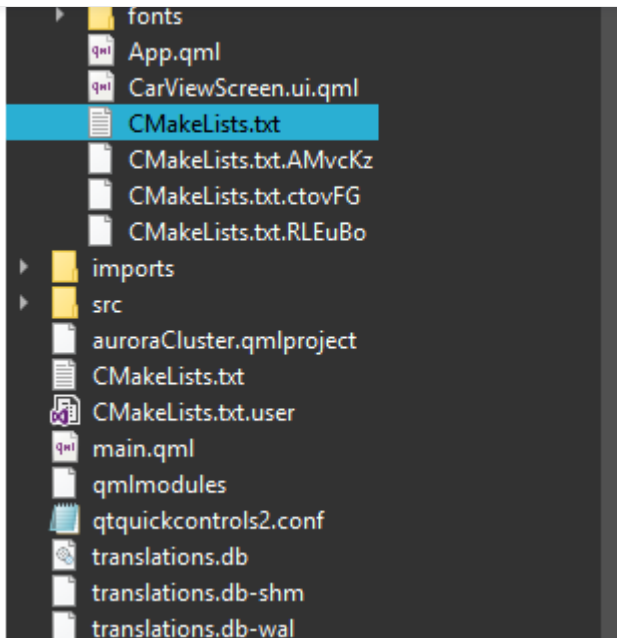 fonts
App.qml
CarViewScreen.ui.qml
CMakeLists.txt
CMakeLists.txt.AMvcKz
CMakeLists.txt.ctovFG
CMakeLists.txt.RLEuBo
imports
src
auroraCluster.qmlproject
CMakeLists.txt
CMakeLists.txt.user
main.qml
qmlmodules
qtquickcontrols2.conf
translations.db
translations.db-shm
translations.db-wal